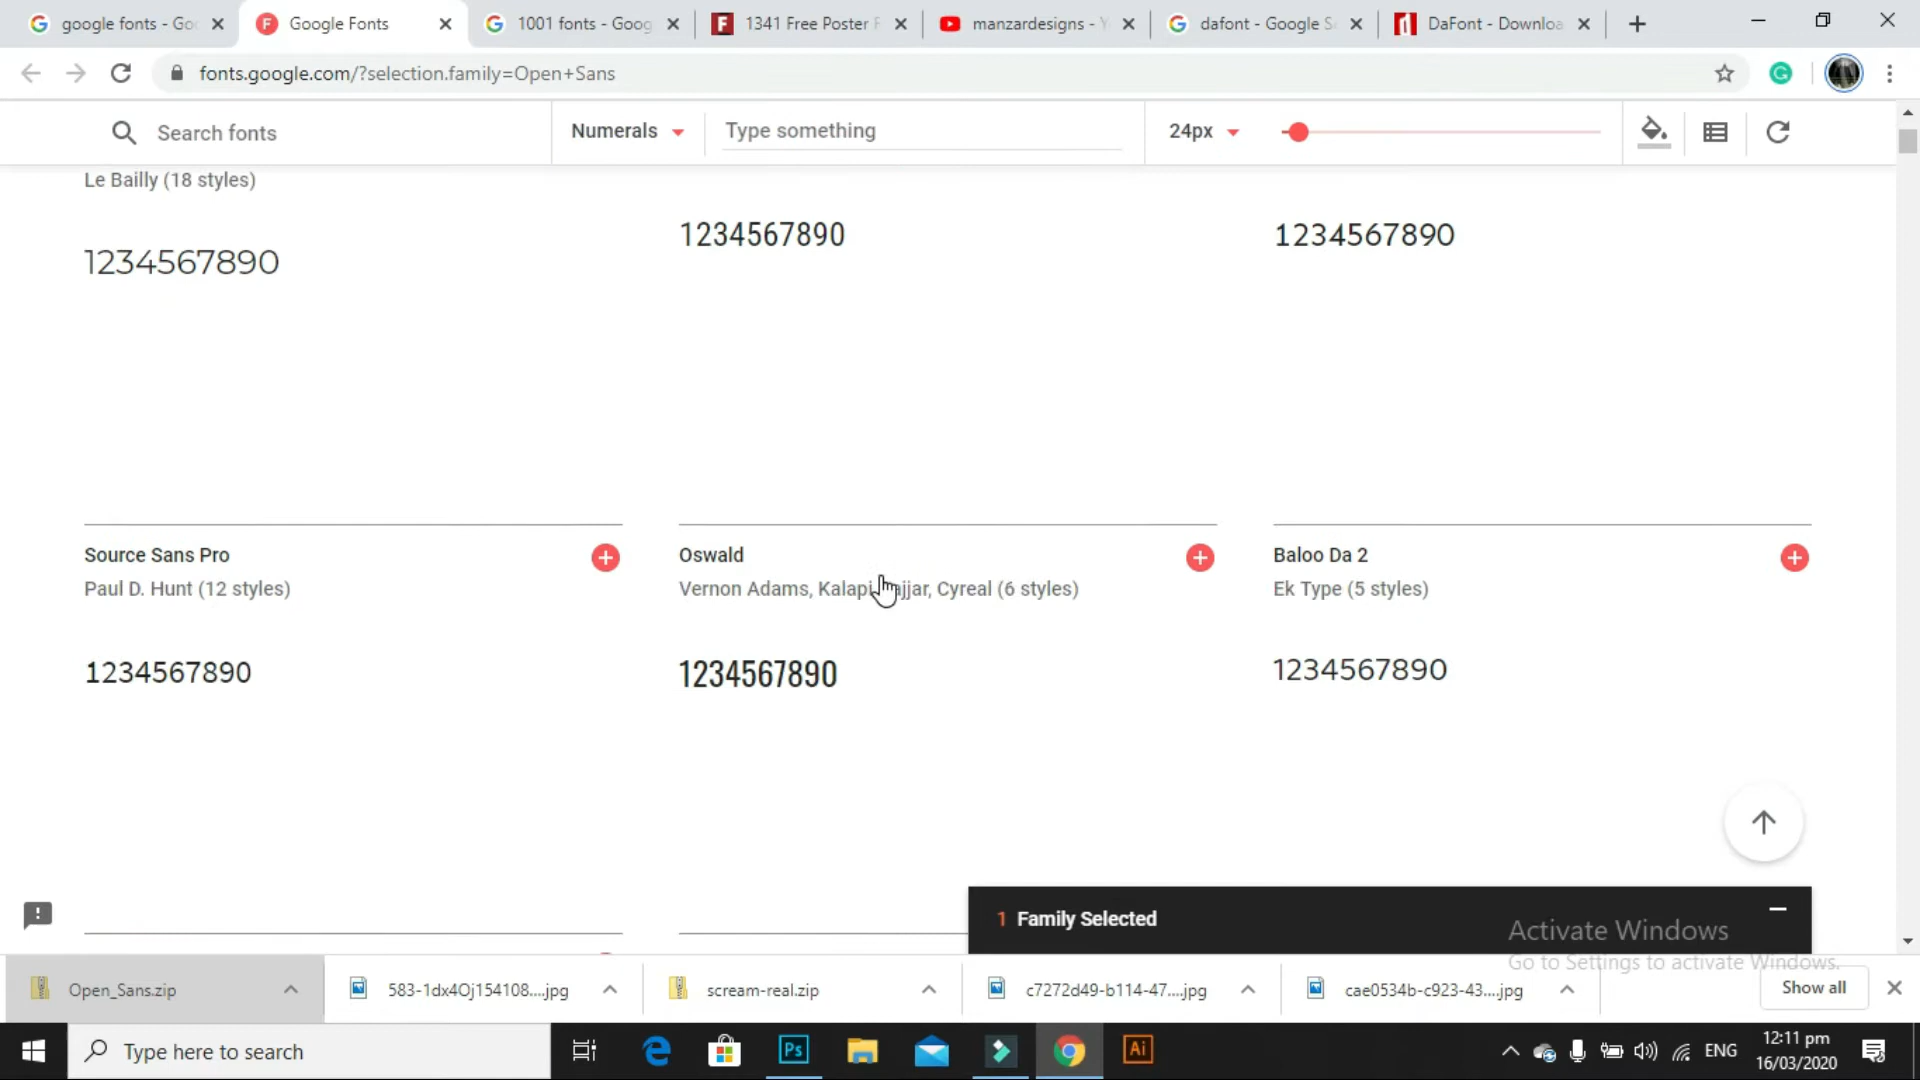 google fonts - Goo
Google Fonts
1001 fonts - Goog
1341 Free Poster F
manzardesigns - Y
dafont - Google Se
DaFont - Downloa
fonts.google.com/?selection.family=Open+Sans
Search fonts
Numerals
Type something
24px
Le Bailly (18 styles)
1234567890
1234567890
1234567890
Source Sans Pro
Paul D. Hunt (12 styles)
1234567890
Oswald
Vernon Adams, Kalapi Gajjar, Cyreal (6 styles)
1234567890
Baloo Da 2
Ek Type (5 styles)
1234567890
1 Family Selected
Activate Windows
Go to Settings to activate Windows.
Open_Sans.zip
583-1dx4Oj154108....jpg
scream-real.zip
c7272d49-b114-47....jpg
cae0534b-c923-43....jpg
Show all
Type here to search
Ps
Ai
ENG
12:11 pm
16/03/2020